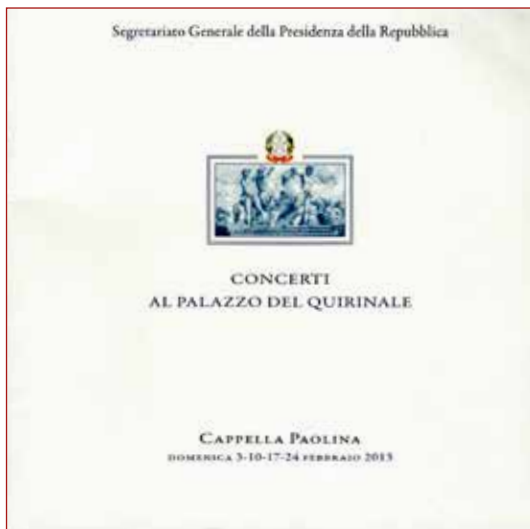 Segretariato Generale della Presidenza della Repubblica
CONCERTI
AL PALAZZO DEL QUIRINALE
CAPPELLA PAOLINA
DOMENICA 3-10-17-24 FEBBRAIO 2013